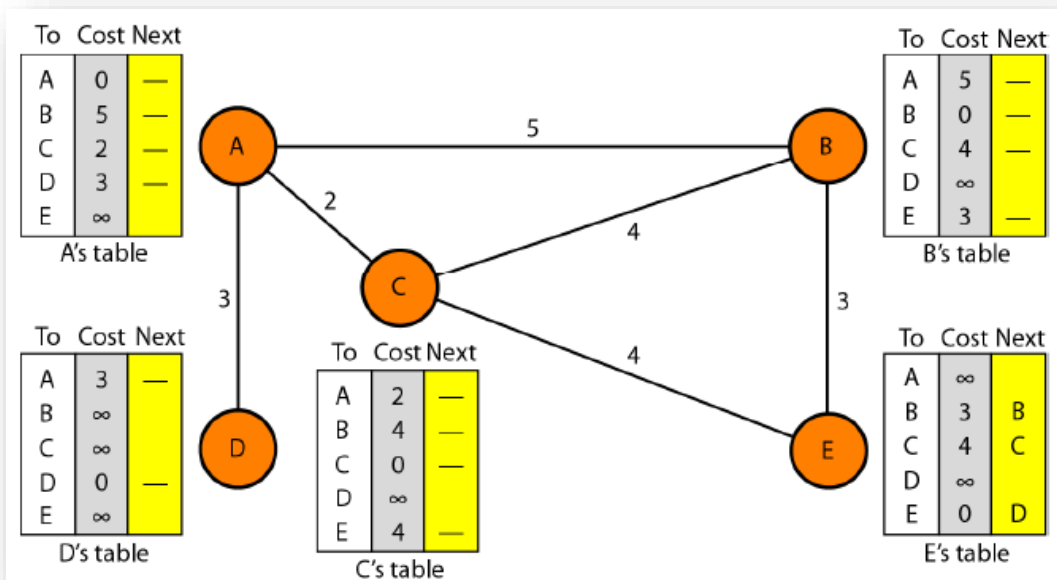 To Cost Next
A 0 —
B 5 —
C 2 —
D 3 —
E ∞
A's table
To Cost Next
A 5 —
B 0 —
C 4 —
D ∞
E 3 —
B's table
A
5
B
2
4
C
3
3
4
D
E
To Cost Next
A 3 —
B ∞
C ∞
D 0 —
E ∞
D's table
To Cost Next
A 2 —
B 4 —
C 0 —
D ∞
E 4 —
C's table
To Cost Next
A ∞
B 3 B
C 4 C
D ∞
E 0 D
E's table